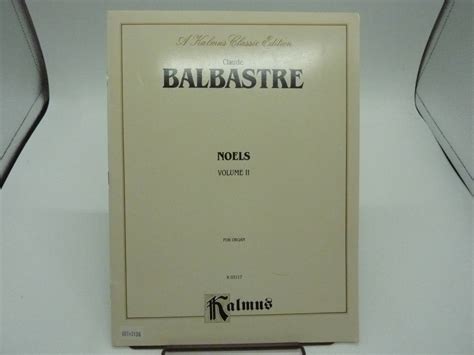 A Kalmus Classic Edition
Claude
BALBASTRE
NOELS
VOLUME II
FOR ORGAN
Kalmus